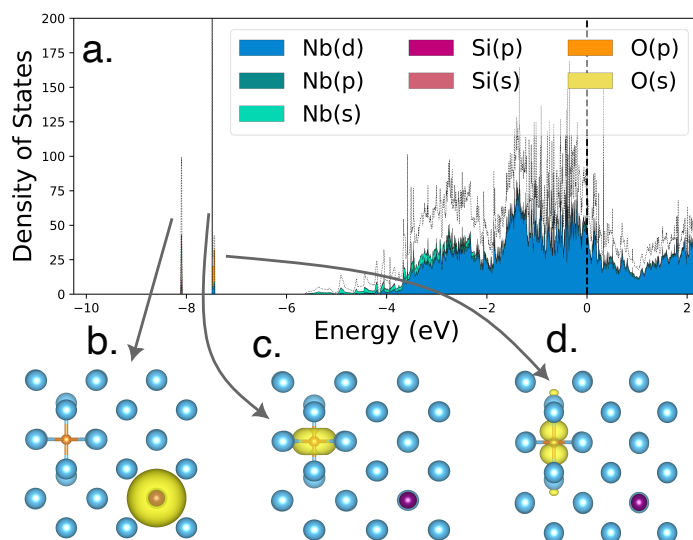 a.
Density of States
200
175
150
125
100
75
50
25
0
Nb(d) Si(p) O(p)
Nb(p) Si(s) O(s)
Nb(s)
−10 −8 −6 −4 −2 0 2
Energy (eV)
b. c. d.